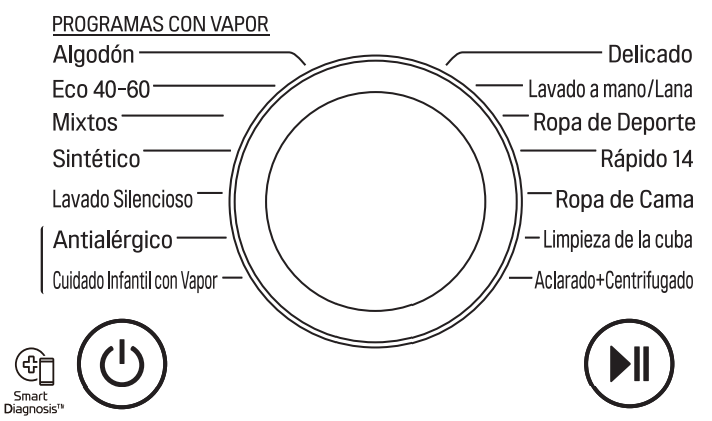 PROGRAMAS CON VAPOR
Algodón
Eco 40-60
Mixtos
Sintético
Lavado Silencioso
Antialérgico
Cuidado Infantil con Vapor
Delicado
Lavado a mano/Lana
Ropa de Deporte
Rápido 14
Ropa de Cama
Limpieza de la cuba
Aclarado+Centrifugado
Smart
Diagnosis™